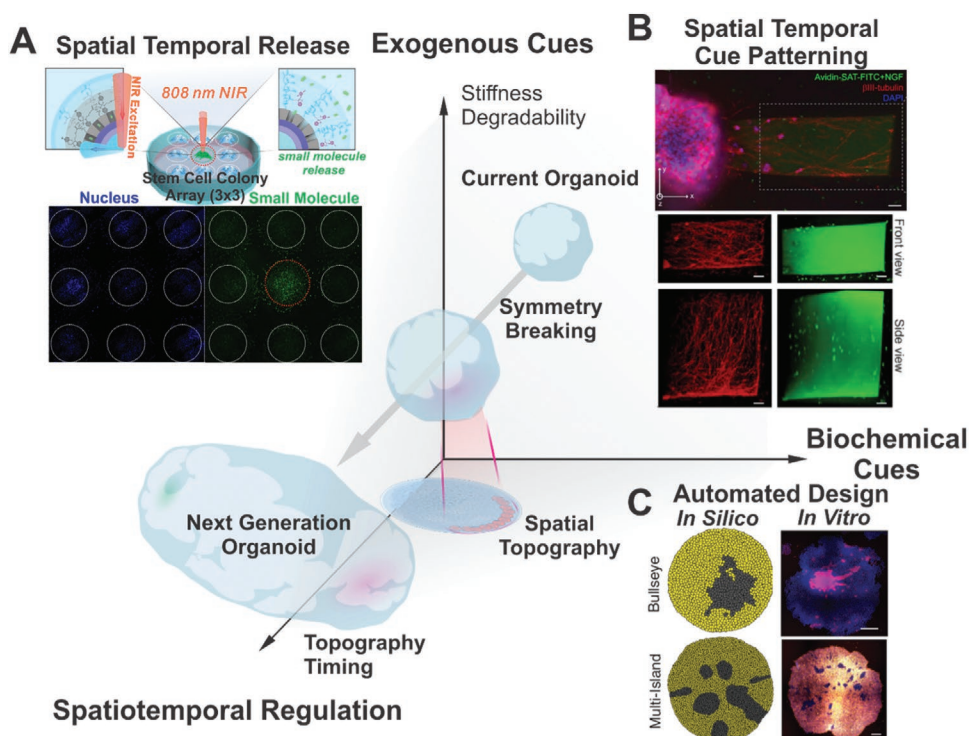 A
Spatial Temporal Release
NIR Excitation
808 nm NIR
small molecule
release
Stem Cell Colony
Array (3x3)
Nucleus
Small Molecule
Exogenous Cues
Stiffness
Degradability
Current Organoid
Symmetry
Breaking
Next Generation
Organoid
Spatial
Topography
Topography
Timing
Spatiotemporal Regulation
Biochemical
Cues
B
Spatial Temporal
Cue Patterning
Avidin-SAT-FITC+NGF
βIII-tubulin
DAPI
y
z
x
Front view
Side view
C
Automated Design
In Silico
In Vitro
Bullseye
Multi-Island